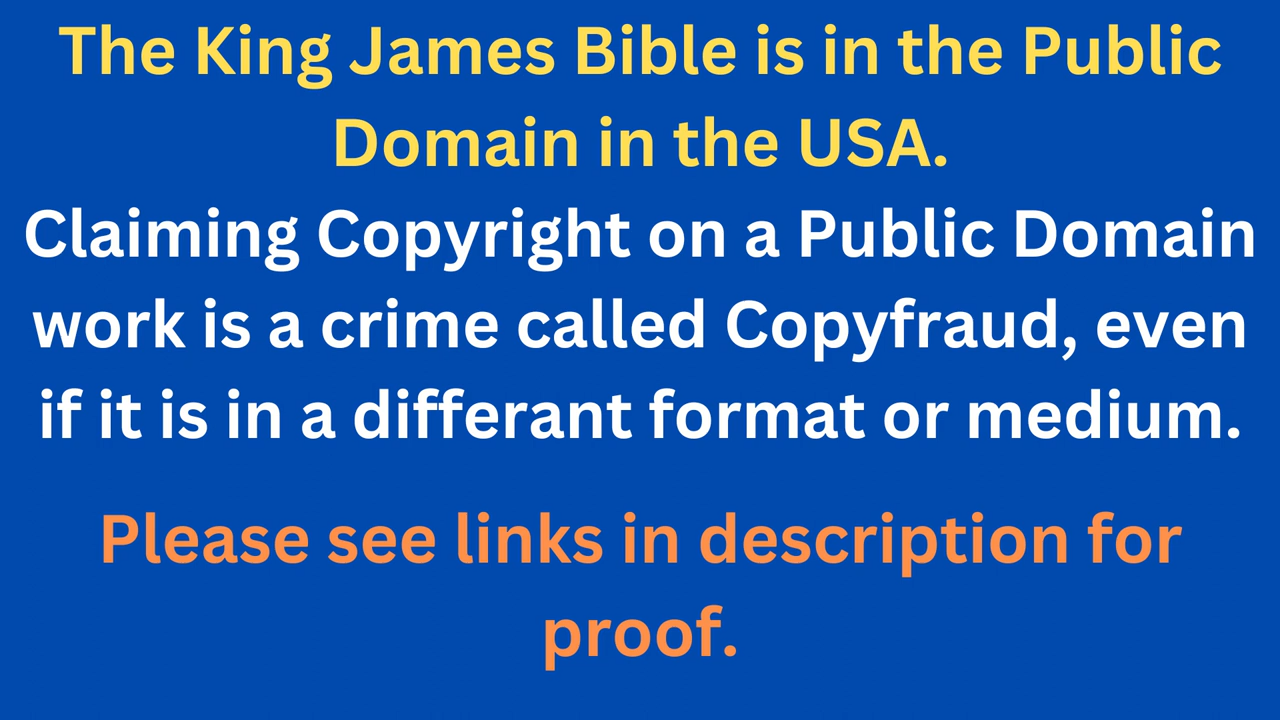 The King James Bible is in the Public
Domain in the USA.
Claiming Copyright on a Public Domain
work is a crime called Copyfraud, even
if it is in a differant format or medium.
Please see links in description for
proof.